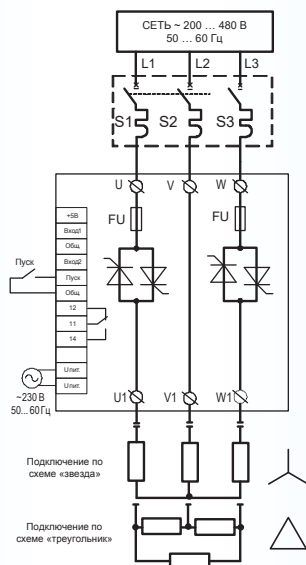 СЕТЬ ~ 200 ... 480 В
50 ... 60 Гц
L1 L2 L3
S1 S2 S3
U V W
FU FU
+5В
Вход1
Общ
Вход2
Пуск
Пуск
Общ
12
11
14
Uпит.
Uпит.
~230 В
50... 60 Гц
U1 V1 W1
Подключение по
схеме «звезда»
Подключение по
схеме «треугольник»